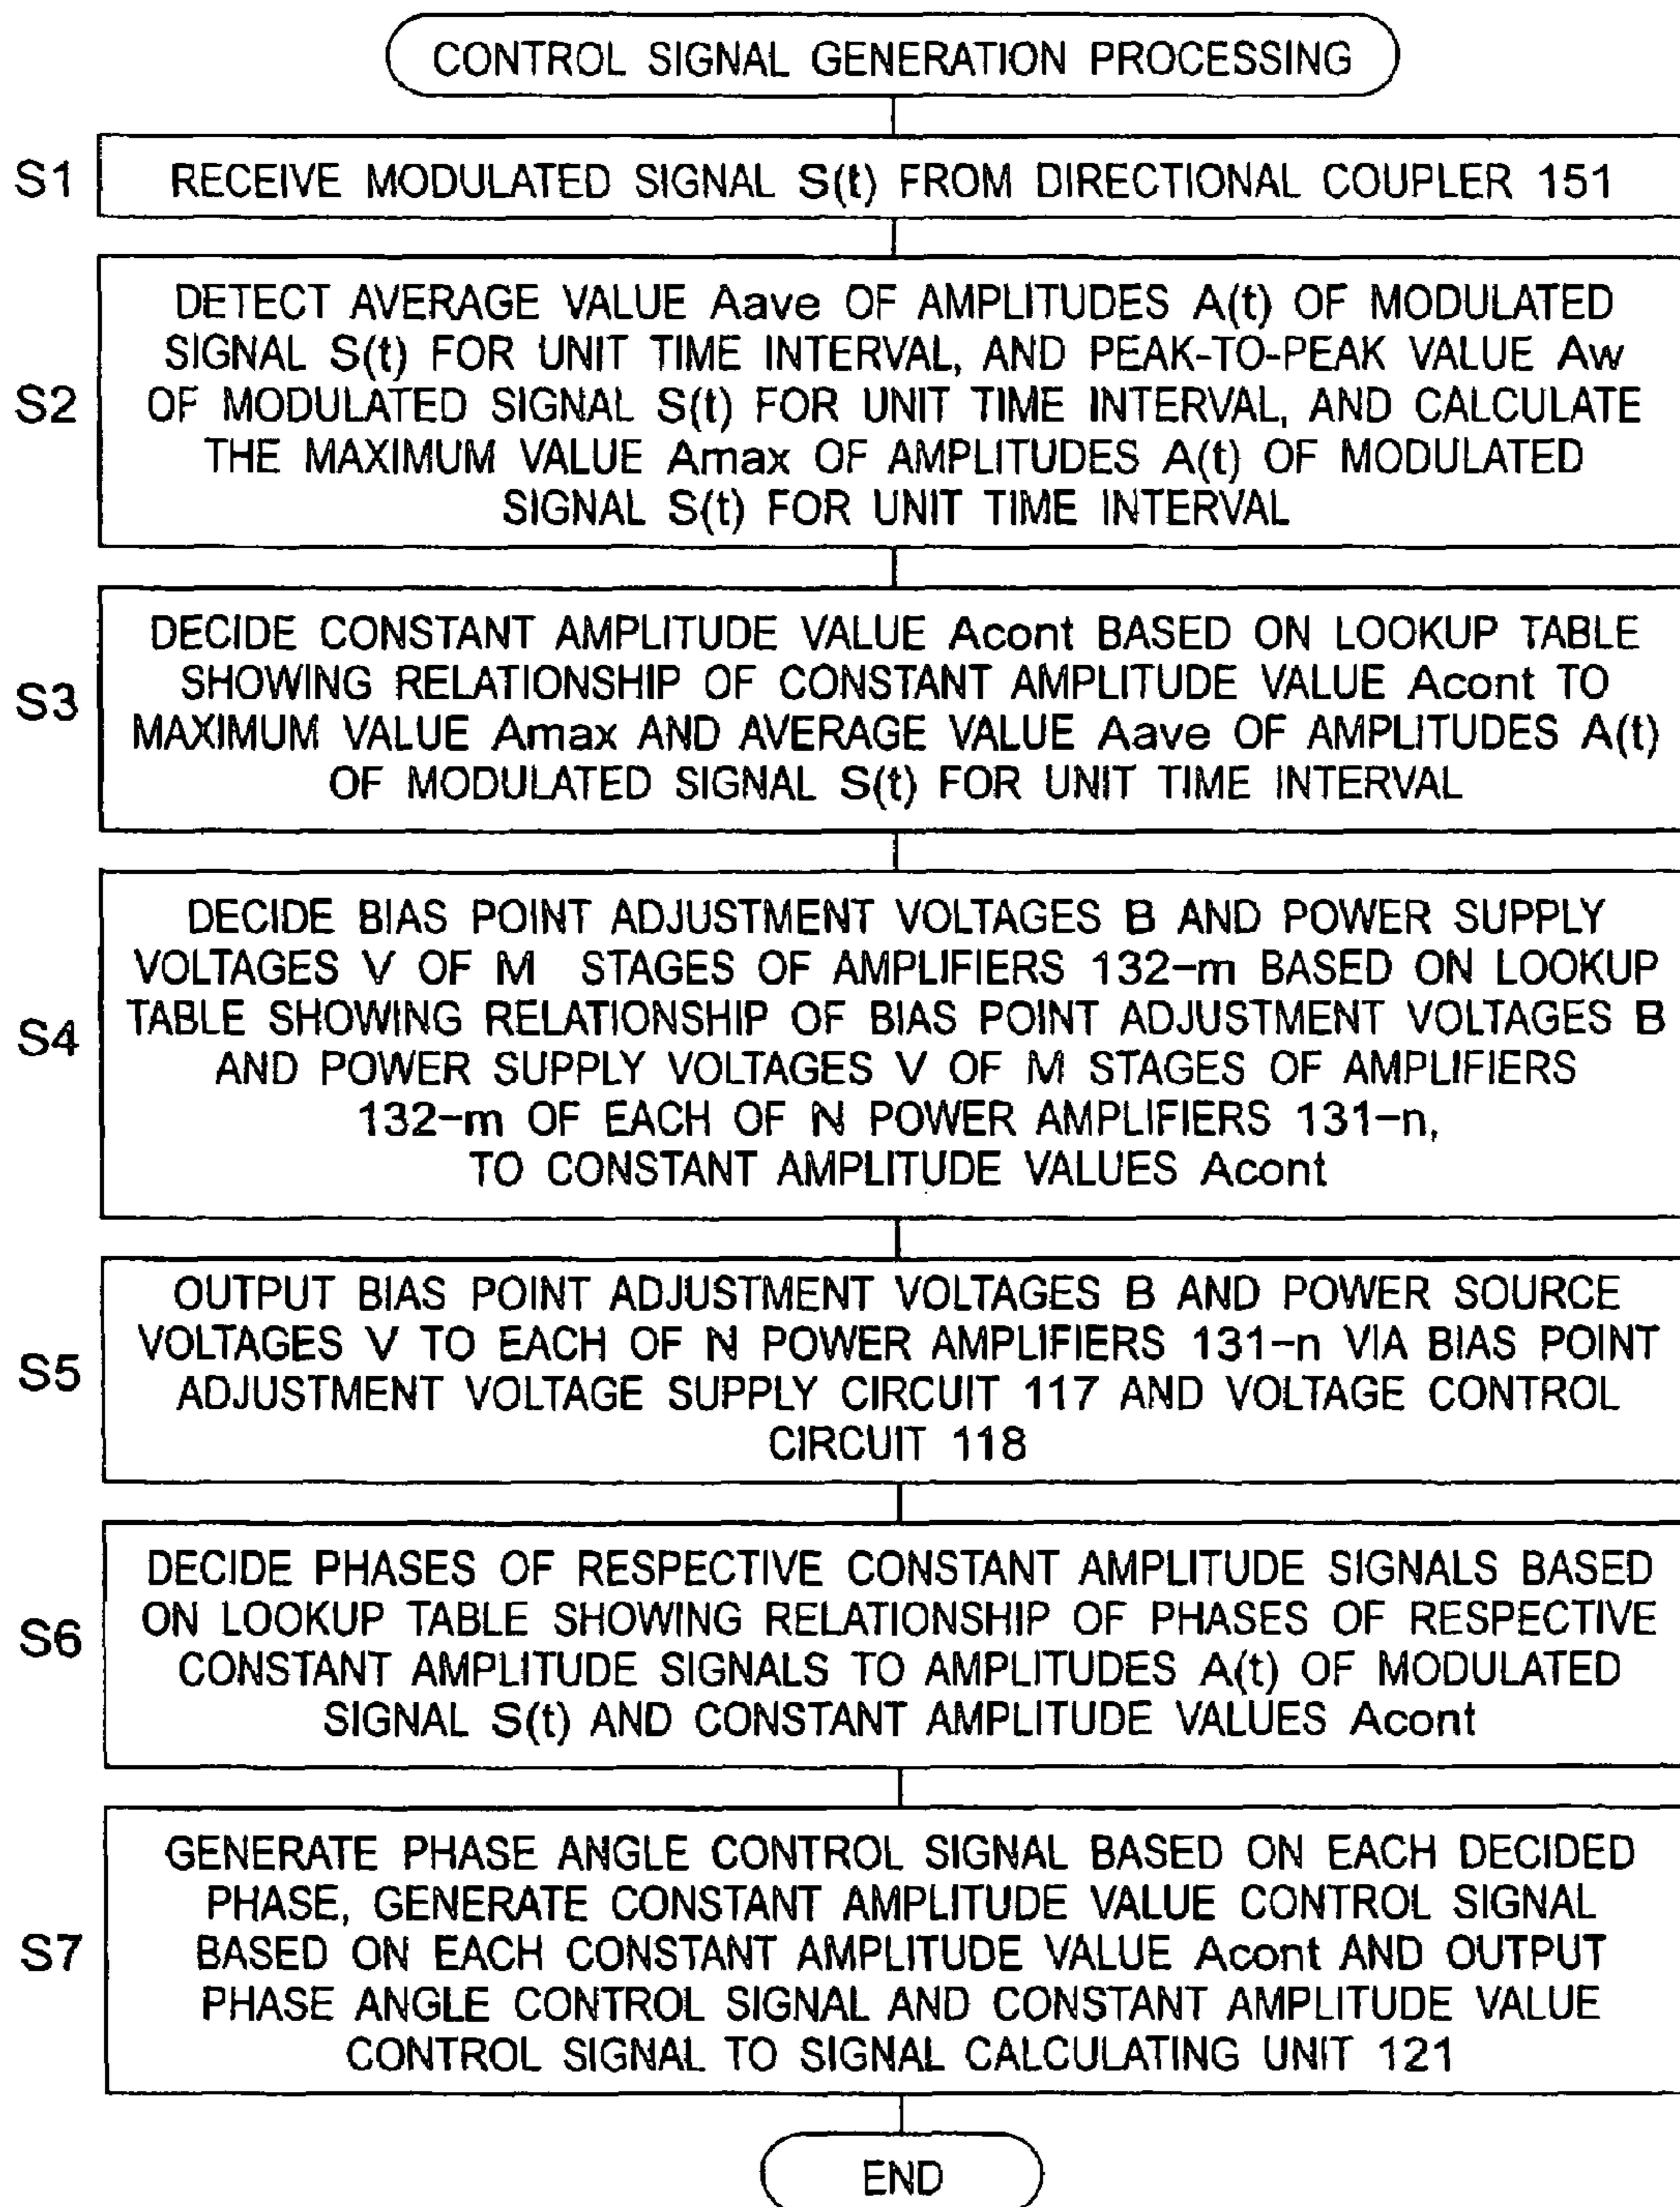 CONTROL SIGNAL GENERATION PROCESSING
S1
RECEIVE MODULATED SIGNAL S(t) FROM DIRECTIONAL COUPLER 151
S2
DETECT AVERAGE VALUE Aave OF AMPLITUDES A(t) OF MODULATED
SIGNAL S(t) FOR UNIT TIME INTERVAL, AND PEAK-TO-PEAK VALUE Aw
OF MODULATED SIGNAL S(t) FOR UNIT TIME INTERVAL, AND CALCULATE
THE MAXIMUM VALUE Amax OF AMPLITUDES A(t) OF MODULATED
SIGNAL S(t) FOR UNIT TIME INTERVAL
S3
DECIDE CONSTANT AMPLITUDE VALUE Acont BASED ON LOOKUP TABLE
SHOWING RELATIONSHIP OF CONSTANT AMPLITUDE VALUE Acont TO
MAXIMUM VALUE Amax AND AVERAGE VALUE Aave OF AMPLITUDES A(t)
OF MODULATED SIGNAL S(t) FOR UNIT TIME INTERVAL
S4
DECIDE BIAS POINT ADJUSTMENT VOLTAGES B AND POWER SUPPLY
VOLTAGES V OF M STAGES OF AMPLIFIERS 132-m BASED ON LOOKUP
TABLE SHOWING RELATIONSHIP OF BIAS POINT ADJUSTMENT VOLTAGES B
AND POWER SUPPLY VOLTAGES V OF M STAGES OF AMPLIFIERS
132-m OF EACH OF N POWER AMPLIFIERS 131-n,
TO CONSTANT AMPLITUDE VALUES Acont
S5
OUTPUT BIAS POINT ADJUSTMENT VOLTAGES B AND POWER SOURCE
VOLTAGES V TO EACH OF N POWER AMPLIFIERS 131-n VIA BIAS POINT
ADJUSTMENT VOLTAGE SUPPLY CIRCUIT 117 AND VOLTAGE CONTROL
CIRCUIT 118
S6
DECIDE PHASES OF RESPECTIVE CONSTANT AMPLITUDE SIGNALS BASED
ON LOOKUP TABLE SHOWING RELATIONSHIP OF PHASES OF RESPECTIVE
CONSTANT AMPLITUDE SIGNALS TO AMPLITUDES A(t) OF MODULATED
SIGNAL S(t) AND CONSTANT AMPLITUDE VALUES Acont
S7
GENERATE PHASE ANGLE CONTROL SIGNAL BASED ON EACH DECIDED
PHASE, GENERATE CONSTANT AMPLITUDE VALUE CONTROL SIGNAL
BASED ON EACH CONSTANT AMPLITUDE VALUE Acont AND OUTPUT
PHASE ANGLE CONTROL SIGNAL AND CONSTANT AMPLITUDE VALUE
CONTROL SIGNAL TO SIGNAL CALCULATING UNIT 121
END